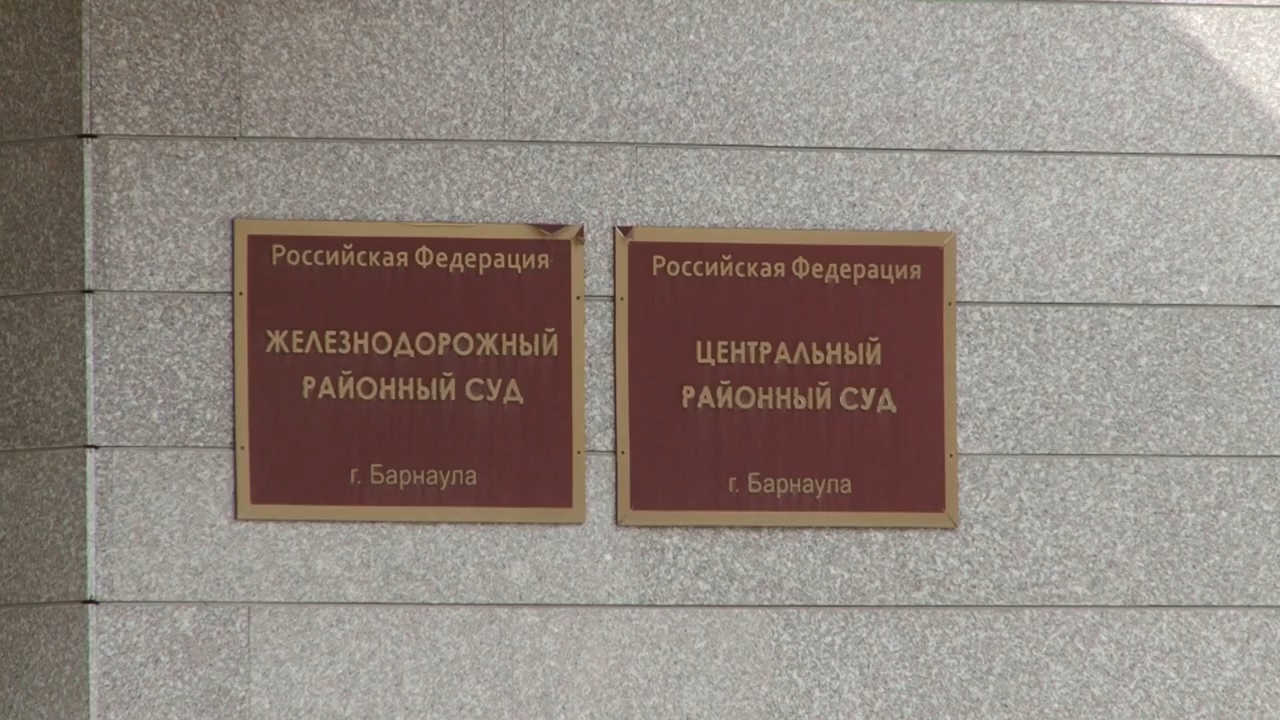 Российская Федерация
ЖЕЛЕЗНОДОРОЖНЫЙ
РАЙОННЫЙ СУД
г. Барнаула
Российская Федерация
ЦЕНТРАЛЬНЫЙ
РАЙОННЫЙ СУД
г. Барнаула